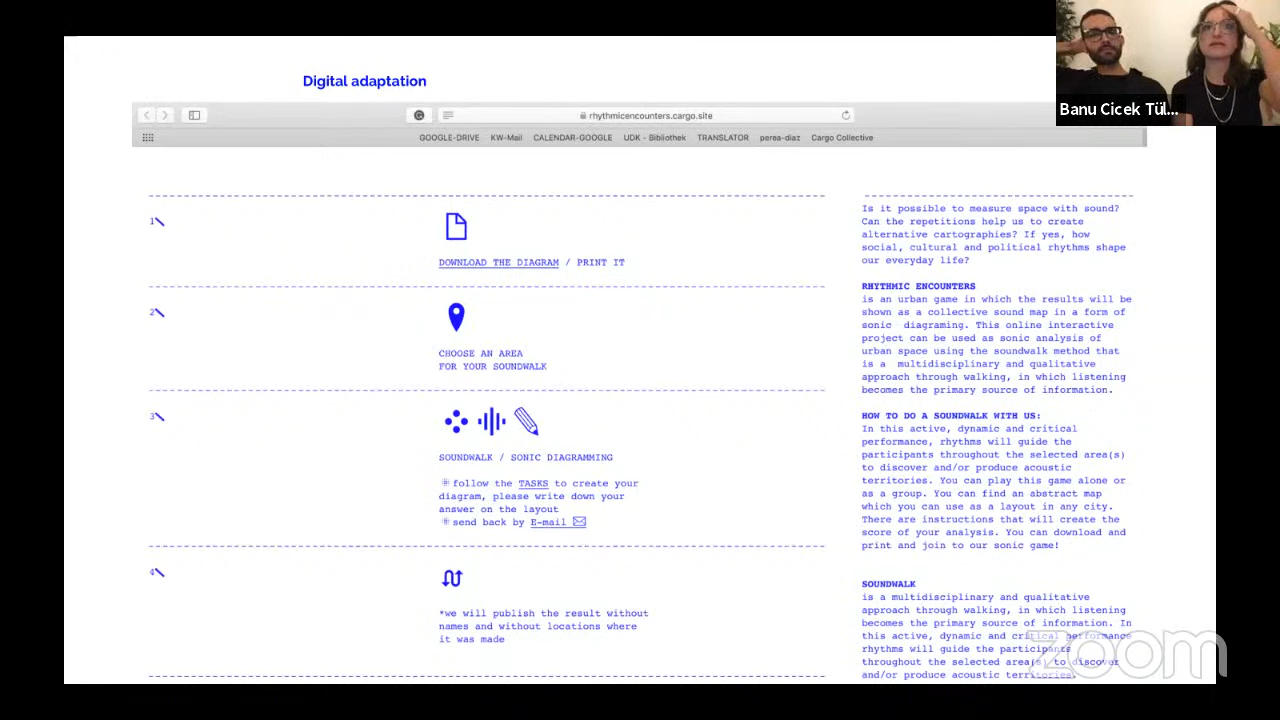 Digital adaptation
Banu Cicek Tül...
rhythmicencounters.cargo.site
GOOGLE-DRIVE KW-Mail CALENDAR-GOOGLE UDK - Bibliothek TRANSLATOR perea-diaz Cargo Collective
1
DOWNLOAD THE DIAGRAM / PRINT IT
2
CHOOSE AN AREA
FOR YOUR SOUNDWALK
3
SOUNDWALK / SONIC DIAGRAMMING
follow the TASKS to create your
diagram, please write down your
answer on the layout
send back by E-mail
4
*we will publish the result without
names and without locations where
it was made
Is it possible to measure space with sound?
Can the repetitions help us to create
alternative cartographies? If yes, how
social, cultural and political rhythms shape
our everyday life?
RHYTHMIC ENCOUNTERS
is an urban game in which the results will be
shown as a collective sound map in a form of
sonic diagraming. This online interactive
project can be used as sonic analysis of
urban space using the soundwalk method that
is a multidisciplinary and qualitative
approach through walking, in which listening
becomes the primary source of information.
HOW TO DO A SOUNDWALK WITH US:
In this active, dynamic and critical
performance, rhythms will guide the
participants throughout the selected area(s)
to discover and/or produce acoustic
territories. You can play this game alone or
as a group. You can find an abstract map
which you can use as a layout in any city.
There are instructions that will create the
score of your analysis. You can download and
print and join to our sonic game!
SOUNDWALK
is a multidisciplinary and qualitative
approach through walking, in which listening
becomes the primary source of information. In
this active, dynamic and critical performance
rhythms will guide the participants
throughout the selected area(s) to discover
and/or produce acoustic territories.
zoom